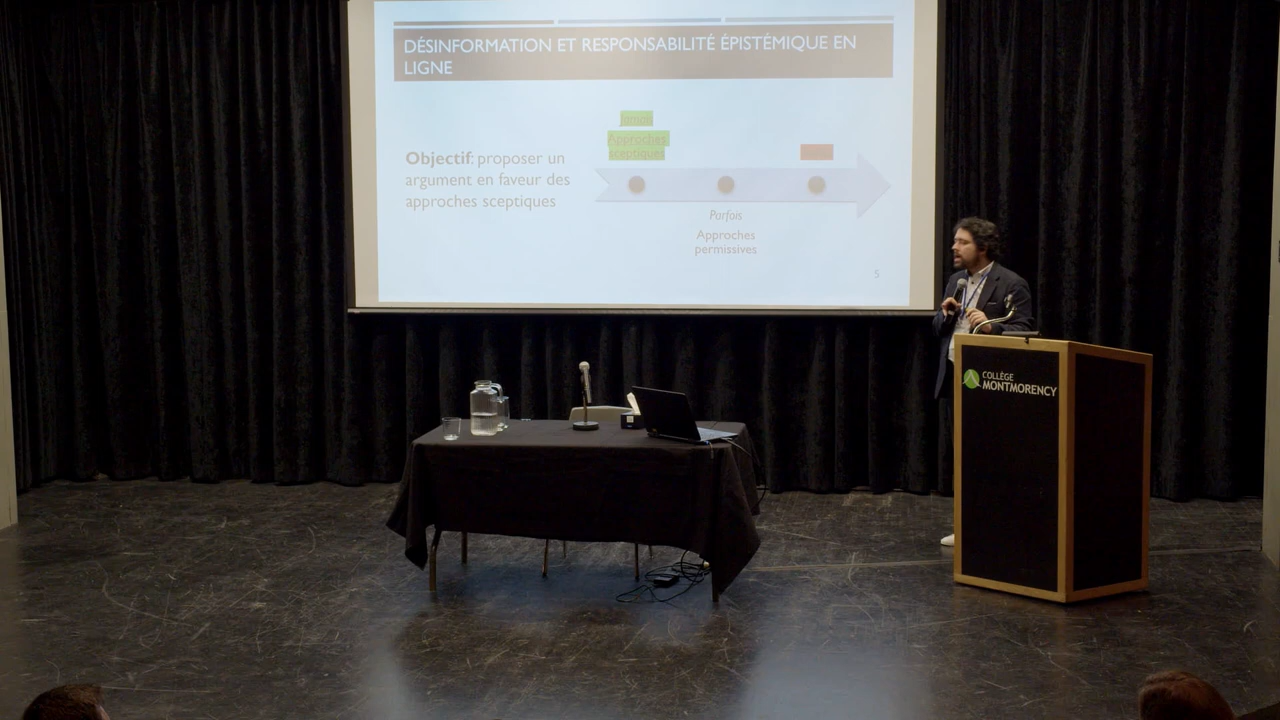 DÉSINFORMATION ET RESPONSABILITÉ ÉPISTÉMIQUE EN
LIGNE
Objectif: proposer un
argument en faveur des
approches sceptiques
Jamais
Approches
sceptiques
Parfois
Approches
permissives
5
COLLÈGE
MONTMORENCY